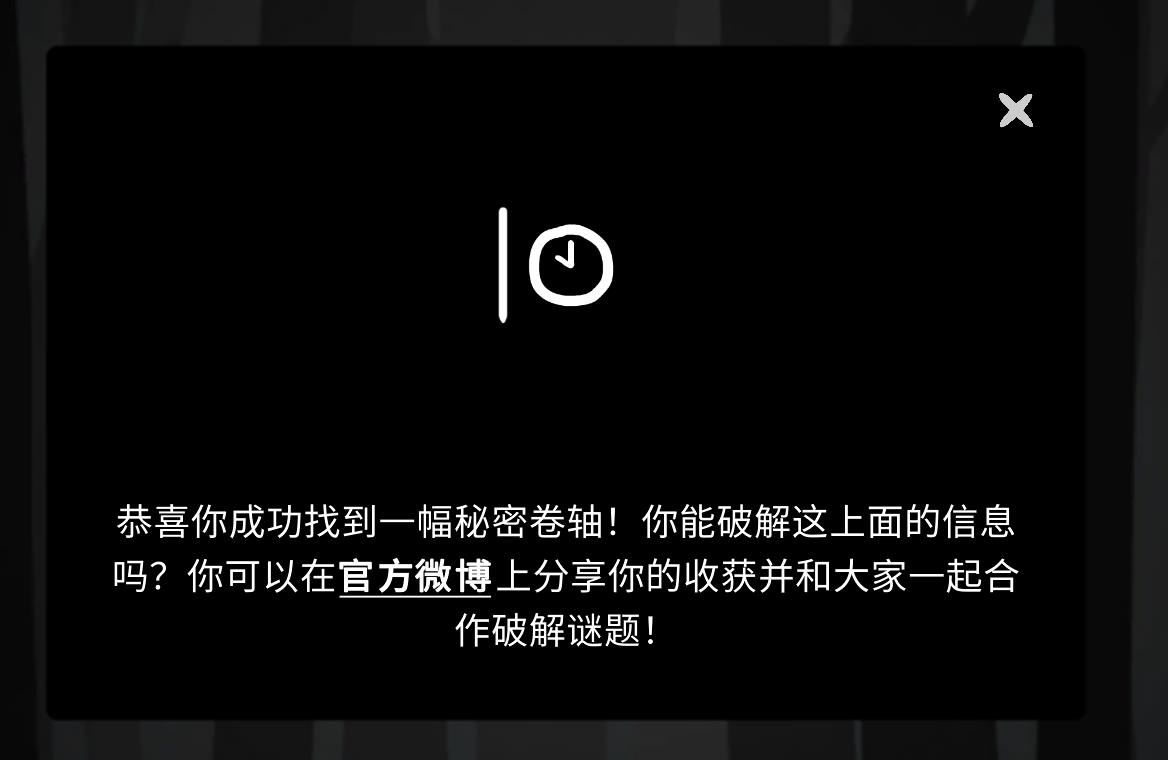 恭喜你成功找到一幅秘密卷轴！你能破解这上面的信息
吗？你可以在官方微博上分享你的收获并和大家一起合
作破解谜题！